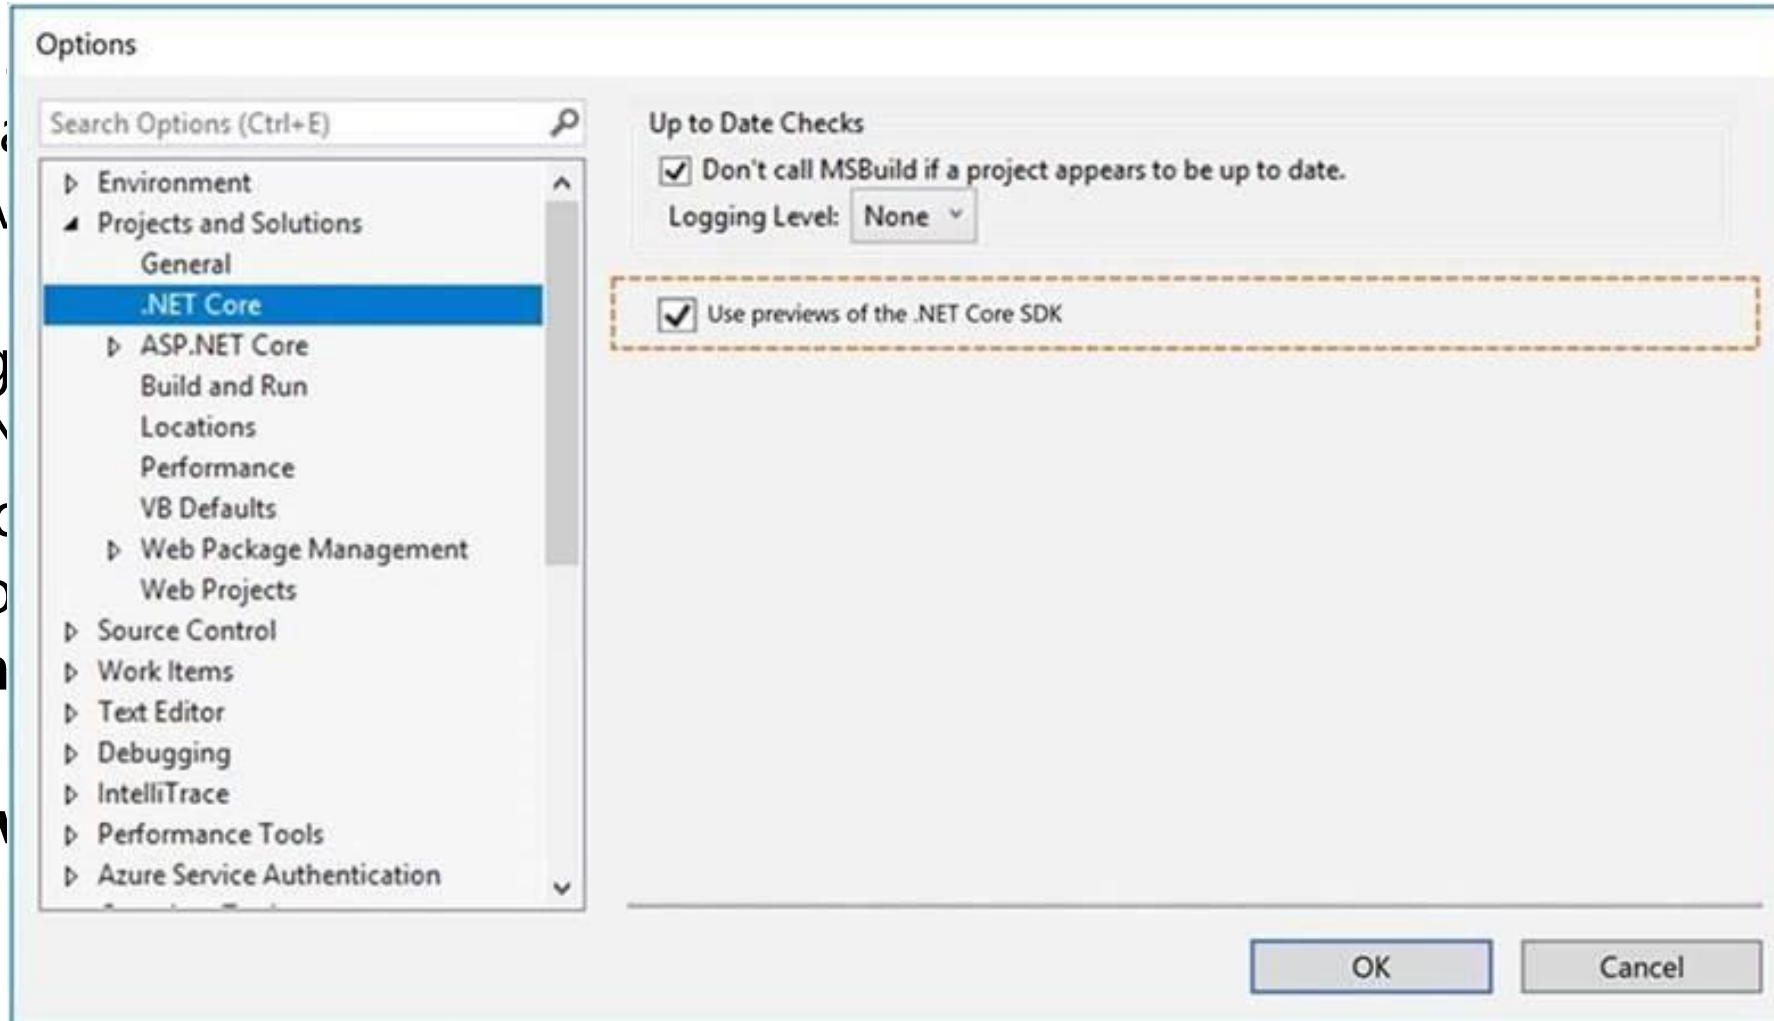 Options
Search Options (Ctrl+E)
Environment
Projects and Solutions
General
.NET Core
ASP.NET Core
Build and Run
Locations
Performance
VB Defaults
Web Package Management
Web Projects
Source Control
Work Items
Text Editor
Debugging
IntelliTrace
Performance Tools
Azure Service Authentication
Up to Date Checks
Don't call MSBuild if a project appears to be up to date.
Logging Level: None
Use previews of the .NET Core SDK
OK Cancel